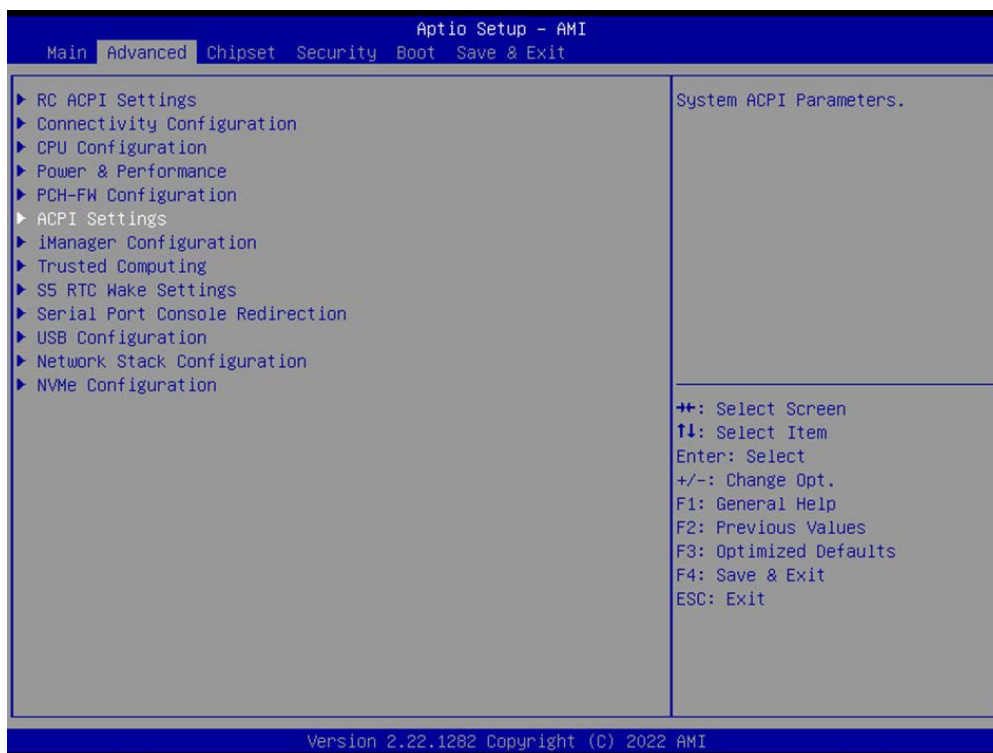 Aptio Setup – AMI
Main Advanced Chipset Security Boot Save & Exit
▶ RC ACPI Settings
▶ Connectivity Configuration
▶ CPU Configuration
▶ Power & Performance
▶ PCH-FW Configuration
▶ ACPI Settings
▶ iManager Configuration
▶ Trusted Computing
▶ S5 RTC Wake Settings
▶ Serial Port Console Redirection
▶ USB Configuration
▶ Network Stack Configuration
▶ NVMe Configuration
System ACPI Parameters.
→←: Select Screen
↑↓: Select Item
Enter: Select
+/-: Change Opt.
F1: General Help
F2: Previous Values
F3: Optimized Defaults
F4: Save & Exit
ESC: Exit
Version 2.22.1282 Copyright (C) 2022 AMI